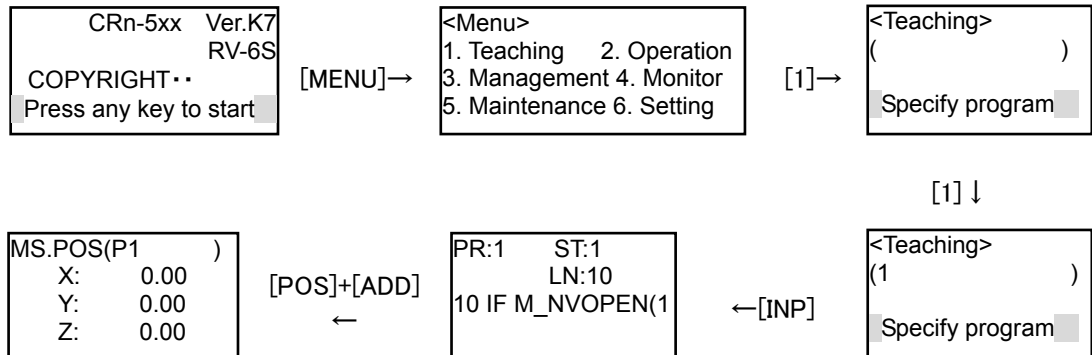 CRn-5xx Ver.K7
RV-6S
COPYRIGHT・・
Press any key to start
[MENU]→
<Menu>
1. Teaching 2. Operation
3. Management 4. Monitor
5. Maintenance 6. Setting
[1]→
<Teaching>
( )
Specify program
[1]↓
<Teaching>
(1 )
Specify program
←[INP]
PR:1 ST:1
LN:10
10 IF M_NVOPEN(1
[POS]+[ADD]
←
MS.POS(P1 )
X: 0.00
Y: 0.00
Z: 0.00